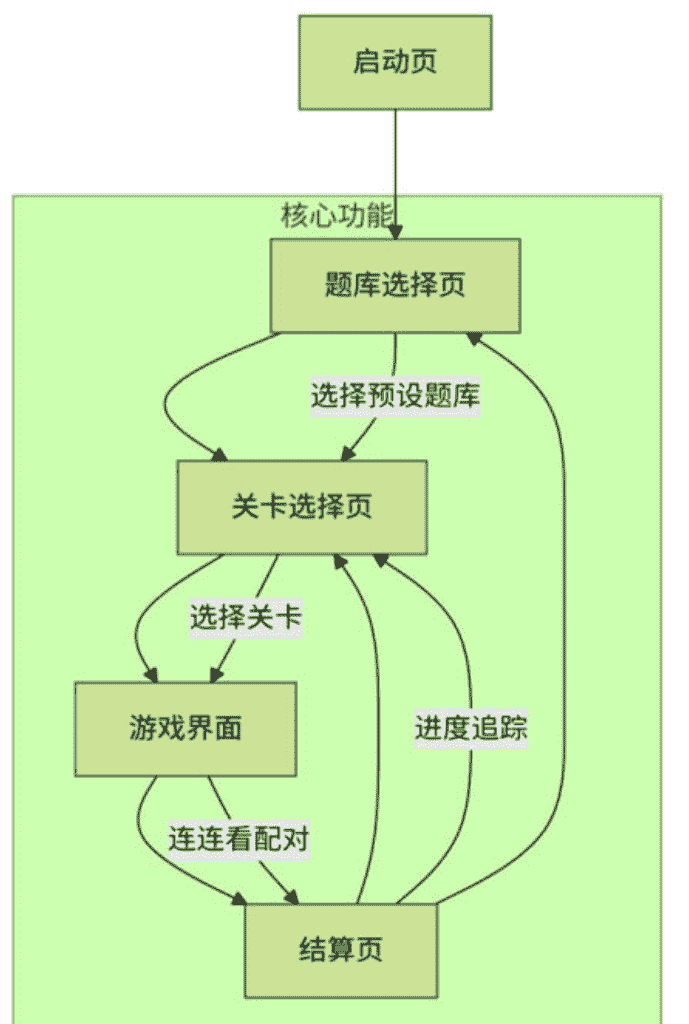 启动页
核心功能
题库选择页
选择预设题库
关卡选择页
选择关卡
游戏界面
进度追踪
连连看配对
结算页